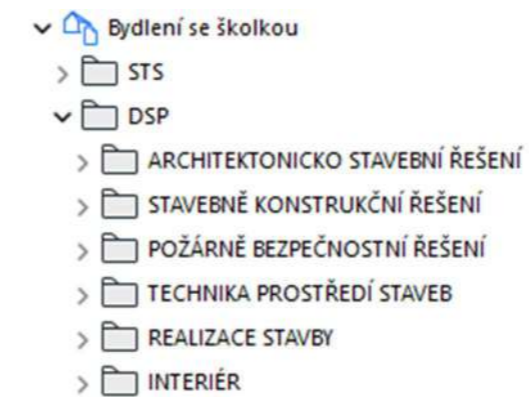 Bydlení se školkou
STS
DSP
ARCHITEKTONICKO STAVEBNÍ ŘEŠENÍ
STAVEBNĚ KONSTRUKČNÍ ŘEŠENÍ
POŽÁRNĚ BEZPEČNOSTNÍ ŘEŠENÍ
TECHNIKA PROSTŘEDÍ STAVEB
REALIZACE STAVBY
INTERIÉR